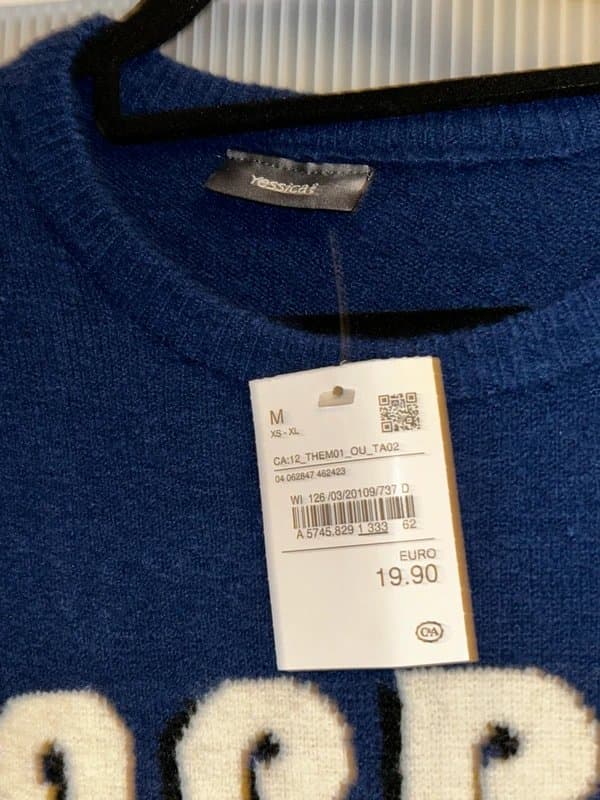 Yessica
M
XS - XL
CA:12_THEM01_OU_TA02
04 062847 462423
WI 126 /03/20109/737 D
A 5745.829 1 333 62
EURO
19.90
C&A